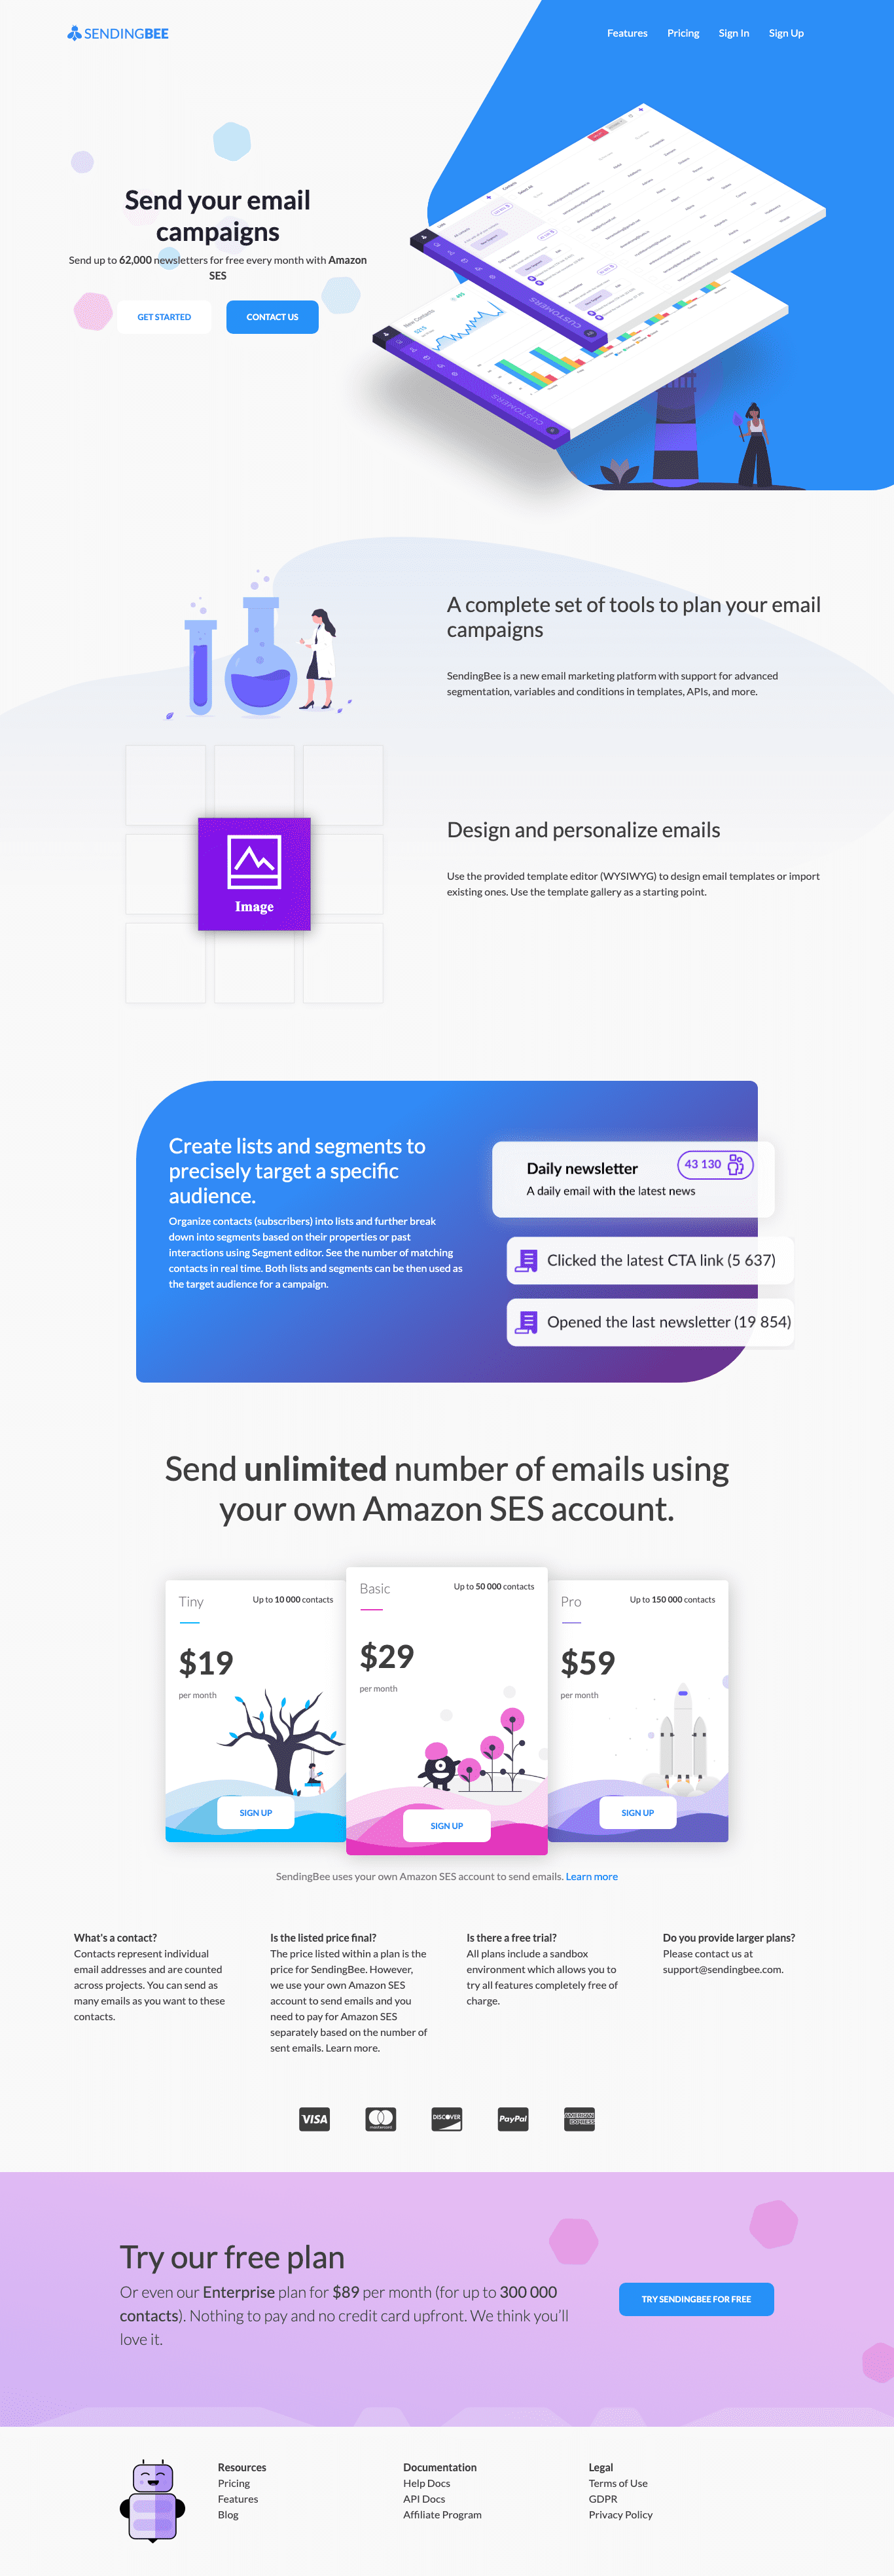 SENDINGBEE
Features
Pricing
Sign In
Sign Up
Send your email
campaigns
Send up to 62,000 newsletters for free every month with Amazon
SES
GET STARTED
CONTACT US
CUSTOMERS
New Contacts
CUSTOMERS
A complete set of tools to plan your email
campaigns
SendingBee is a new email marketing platform with support for advanced
segmentation, variables and conditions in templates, APIs, and more.
Image
Design and personalize emails
Use the provided template editor (WYSIWYG) to design email templates or import
existing ones. Use the template gallery as a starting point.
Create lists and segments to
precisely target a specific
audience.
Organize contacts (subscribers) into lists and further break
down into segments based on their properties or past
interactions using Segment editor. See the number of matching
contacts in real time. Both lists and segments can be then used as
the target audience for a campaign.
Daily newsletter
43 130
A daily email with the latest news
Clicked the latest CTA link (5 637)
Opened the last newsletter (19 854)
Send unlimited number of emails using
your own Amazon SES account.
Tiny
Up to 10 000 contacts
$19
per month
SIGN UP
Basic
Up to 50 000 contacts
$29
per month
SIGN UP
Pro
Up to 150 000 contacts
$59
per month
SIGN UP
SendingBee uses your own Amazon SES account to send emails. Learn more
What's a contact?
Contacts represent individual
email addresses and are counted
across projects. You can send as
many emails as you want to these
contacts.
Is the listed price final?
The price listed within a plan is the
price for SendingBee. However,
we use your own Amazon SES
account to send emails and you
need to pay for Amazon SES
separately based on the number of
sent emails. Learn more.
Is there a free trial?
All plans include a sandbox
environment which allows you to
try all features completely free of
charge.
Do you provide larger plans?
Please contact us at
support@sendingbee.com.
VISA
mastercard
DISCOVER
PayPal
AMERICAN
EXPRESS
Try our free plan
Or even our Enterprise plan for $89 per month (for up to 300 000
contacts). Nothing to pay and no credit card upfront. We think you'll
love it.
TRY SENDINGBEE FOR FREE
Resources
Pricing
Features
Blog
Documentation
Help Docs
API Docs
Affiliate Program
Legal
Terms of Use
GDPR
Privacy Policy